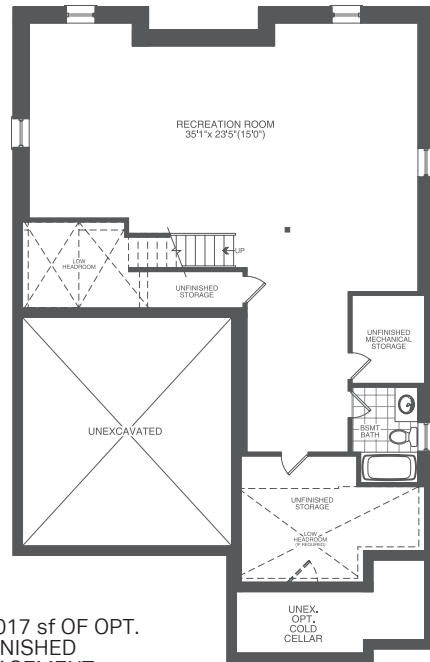 RECREATION ROOM
35'1"x 23'5"(15'0")
LOW
HEADROOM
UP
UNFINISHED
STORAGE
UNFINISHED
MECHANICAL
STORAGE
UNEXCAVATED
BSMT
BATH
UNFINISHED
STORAGE
LOW
HEADROOM
(IF REQUIRED)
UNEX.
OPT.
COLD
CELLAR
017 sf OF OPT.
NISHED